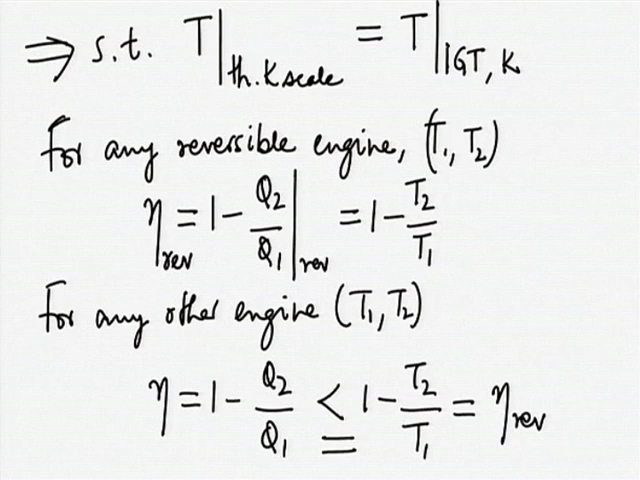 ⇒ s.t. T|th. K scale = T|IGT, K
For any reversible engine, (T₁, T₂)
η|rev = 1 - Q₂/Q₁|rev = 1 - T₂/T₁
For any other engine (T₁, T₂)
η = 1 - Q₂/Q₁ ≤ 1 - T₂/T₁ = ηrev